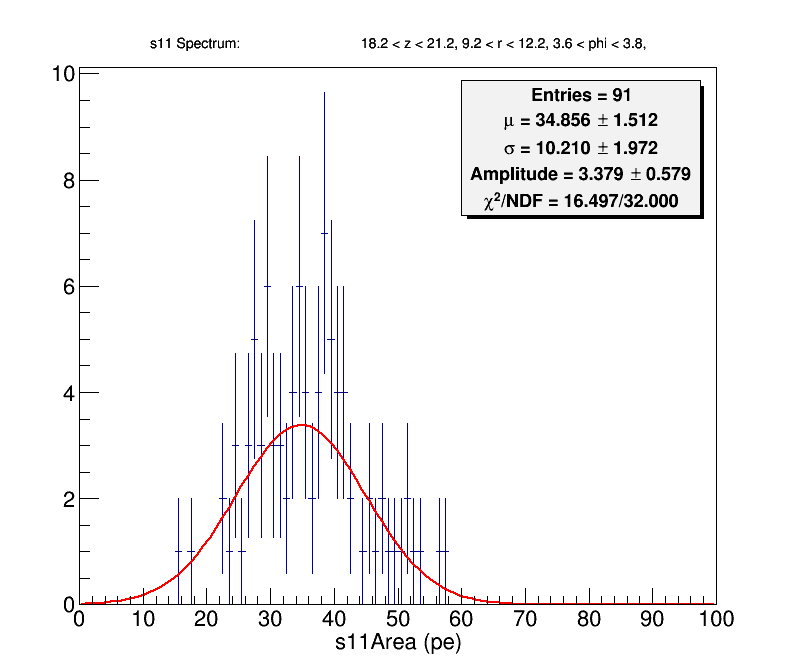 s11 Spectrum: 18.2 < z < 21.2, 9.2 < r < 12.2, 3.6 < phi < 3.8,
Entries = 91
μ = 34.856 ± 1.512
σ = 10.210 ± 1.972
Amplitude = 3.379 ± 0.579
χ²/NDF = 16.497/32.000
10
8
6
4
2
0
0 10 20 30 40 50 60 70 80 90 100
s11Area (pe)